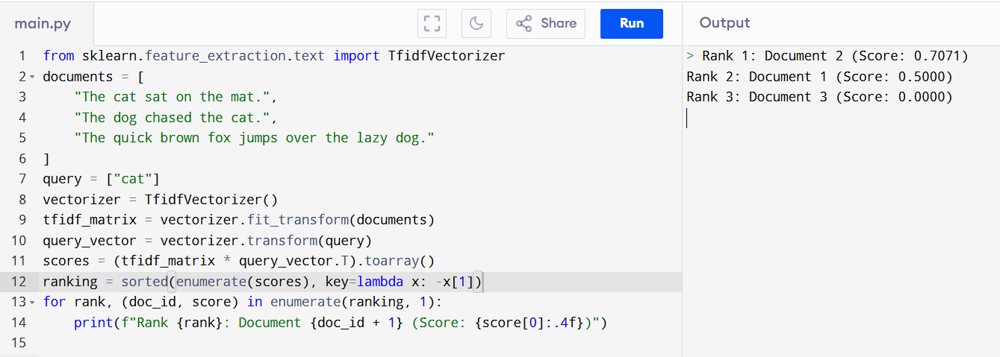 main.py
Share
Run
Output
1 from sklearn.feature_extraction.text import TfidfVectorizer
2 documents = [
3     "The cat sat on the mat.",
4     "The dog chased the cat.",
5     "The quick brown fox jumps over the lazy dog."
6 ]
7 query = ["cat"]
8 vectorizer = TfidfVectorizer()
9 tfidf_matrix = vectorizer.fit_transform(documents)
10 query_vector = vectorizer.transform(query)
11 scores = (tfidf_matrix * query_vector.T).toarray()
12 ranking = sorted(enumerate(scores), key=lambda x: -x[1])
13 for rank, (doc_id, score) in enumerate(ranking, 1):
14     print(f"Rank {rank}: Document {doc_id + 1} (Score: {score[0]:.4f})")
15
> Rank 1: Document 2 (Score: 0.7071)
Rank 2: Document 1 (Score: 0.5000)
Rank 3: Document 3 (Score: 0.0000)